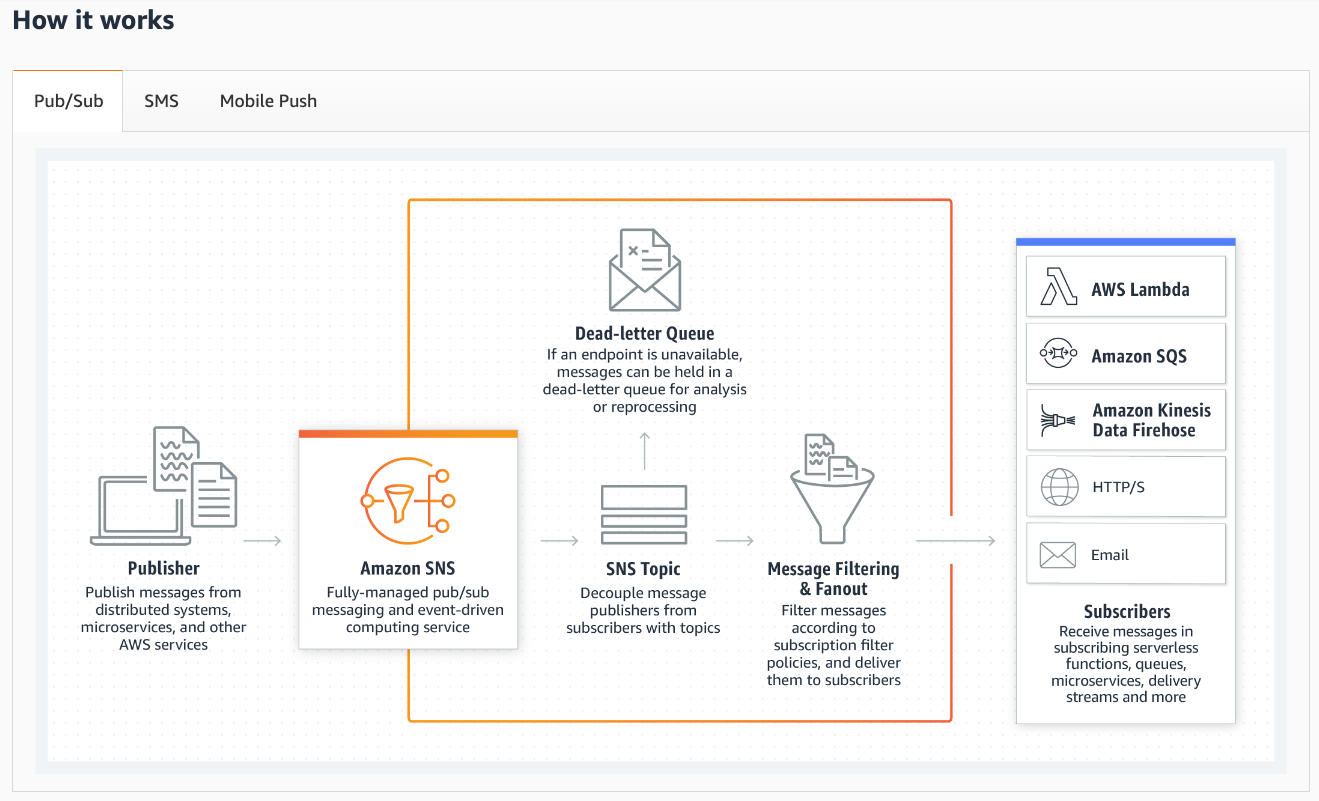 How it works
Pub/Sub
SMS
Mobile Push
Dead-letter Queue
If an endpoint is unavailable,
messages can be held in a
dead-letter queue for analysis
or reprocessing
Publisher
Publish messages from
distributed systems,
microservices, and other
AWS services
Amazon SNS
Fully-managed pub/sub
messaging and event-driven
computing service
SNS Topic
Decouple message
publishers from
subscribers with topics
Message Filtering
& Fanout
Filter messages
according to
subscription filter
policies, and deliver
them to subscribers
AWS Lambda
Amazon SQS
Amazon Kinesis
Data Firehose
HTTP/S
Email
Subscribers
Receive messages in
subscribing serverless
functions, queues,
microservices, delivery
streams and more